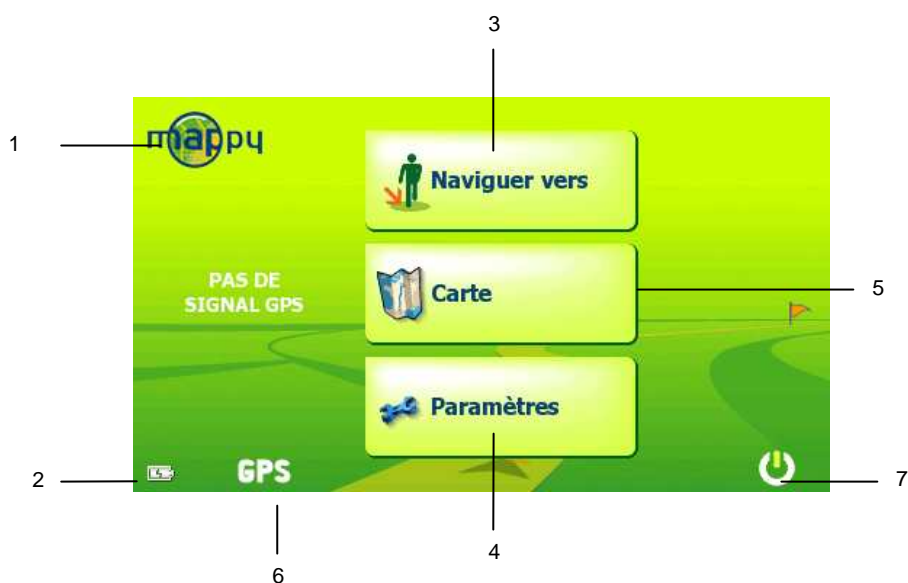 3
1
mappy
Naviguer vers
PAS DE
SIGNAL GPS
Carte
5
Paramètres
2
GPS
7
4
6